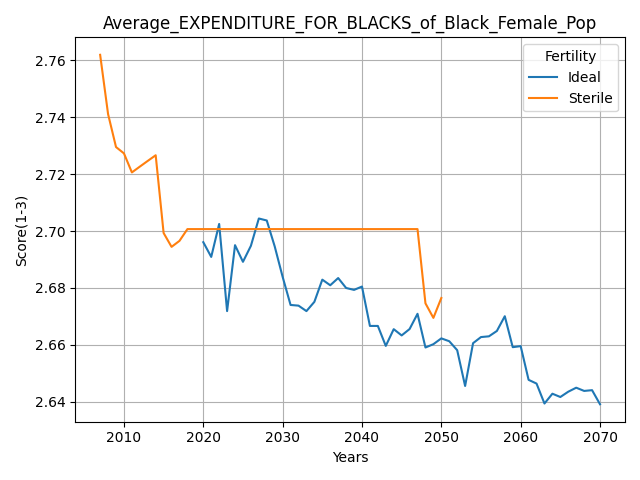 Average_EXPENDITURE_FOR_BLACKS_of_Black_Female_Pop
Fertility
Ideal
Sterile
Score(1-3)
2.76
2.74
2.72
2.70
2.68
2.66
2.64
2010 2020 2030 2040 2050 2060 2070
Years